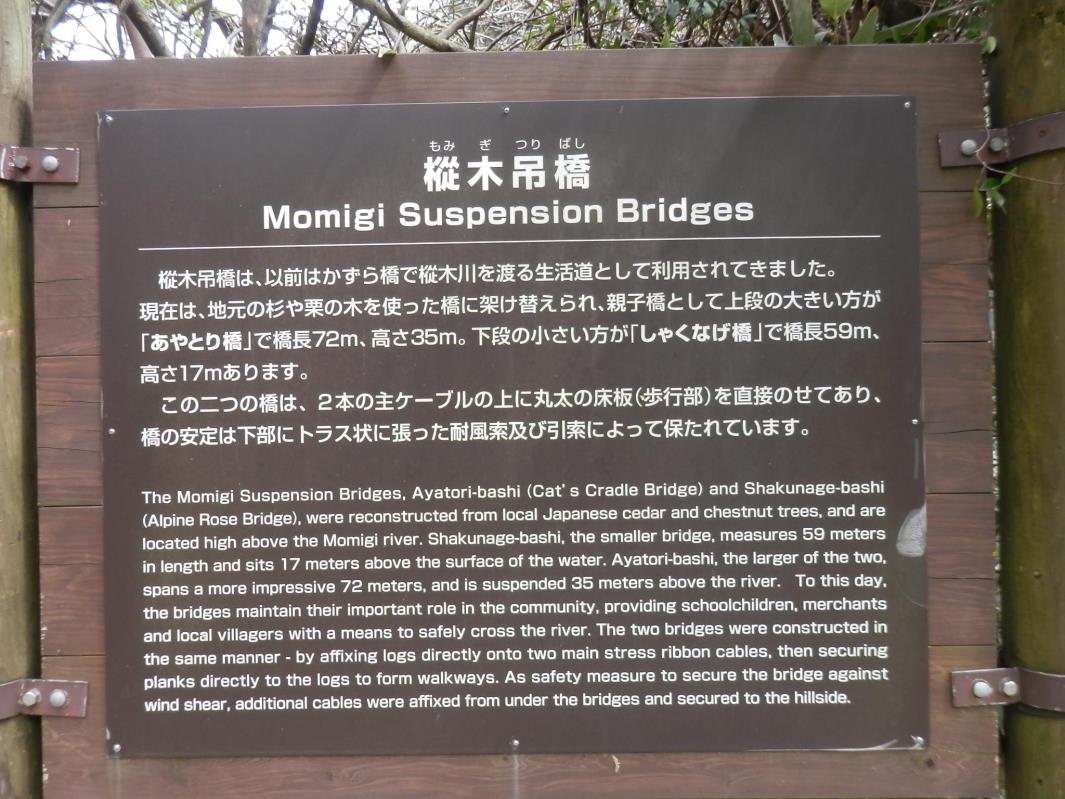 もみ ぎ つり ばし
樅木吊橋
Momigi Suspension Bridges
樅木吊橋は、以前はかずら橋で樅木川を渡る生活道として利用されてきました。
現在は、地元の杉や栗の木を使った橋に架け替えられ、親子橋として上段の大きい方が
「あやとり橋」で橋長72m、高さ35m。下段の小さい方が「しゃくなげ橋」で橋長59m、
高さ17mあります。
この二つの橋は、２本の主ケーブルの上に丸太の床板（歩行部）を直接のせてあり、
橋の安定は下部にトラス状に張った耐風索及び引索によって保たれています。
The Momigi Suspension Bridges, Ayatori-bashi (Cat's Cradle Bridge) and Shakunage-bashi
(Alpine Rose Bridge), were reconstructed from local Japanese cedar and chestnut trees, and are
located high above the Momigi river. Shakunage-bashi, the smaller bridge, measures 59 meters
in length and sits 17 meters above the surface of the water. Ayatori-bashi, the larger of the two,
spans a more impressive 72 meters, and is suspended 35 meters above the river. To this day,
the bridges maintain their important role in the community, providing schoolchildren, merchants
and local villagers with a means to safely cross the river. The two bridges were constructed in
the same manner - by affixing logs directly onto two main stress ribbon cables, then securing
planks directly to the logs to form walkways. As safety measure to secure the bridge against
wind shear, additional cables were affixed from under the bridges and secured to the hillside.